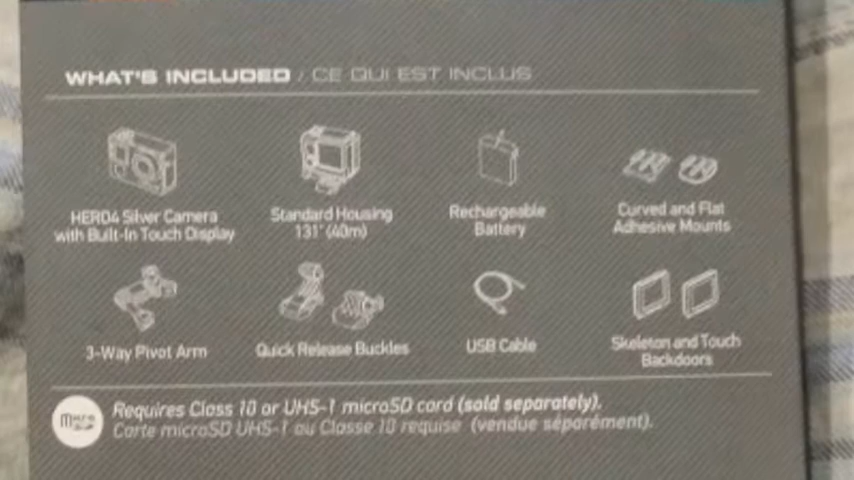 WHAT'S INCLUDED / CE QUI EST INCLUS
HERO4 Silver Camera
with Built-In Touch Display
Standard Housing
131' (40m)
Rechargeable
Battery
Curved and Flat
Adhesive Mounts
3-Way Pivot Arm
Quick Release Buckles
USB Cable
Skeleton and Touch
Backdoors
micro
Requires Class 10 or UHS-1 microSD card (sold separately).
Carte microSD UHS-1 ou Classe 10 requise (vendue séparément).